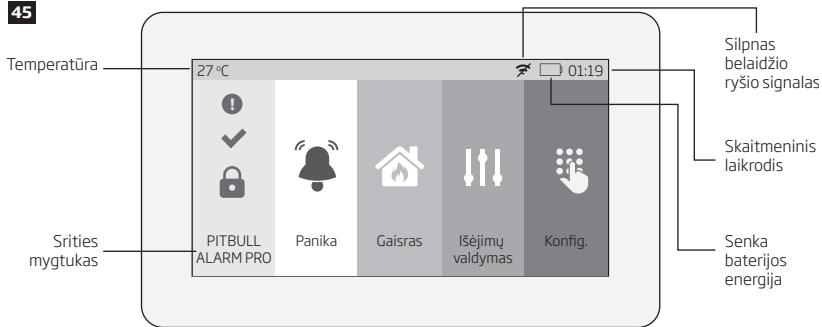 45
Temperatūra
27 ºC
01:19
Silpnas
belaidžio
ryšio signalas
Skaitmeninis
laikrodis
Srities
mygtukas
PITBULL
ALARM PRO
Panika
Gaisras
Išėjimų
valdymas
Konfig.
Senka
baterijos
energija